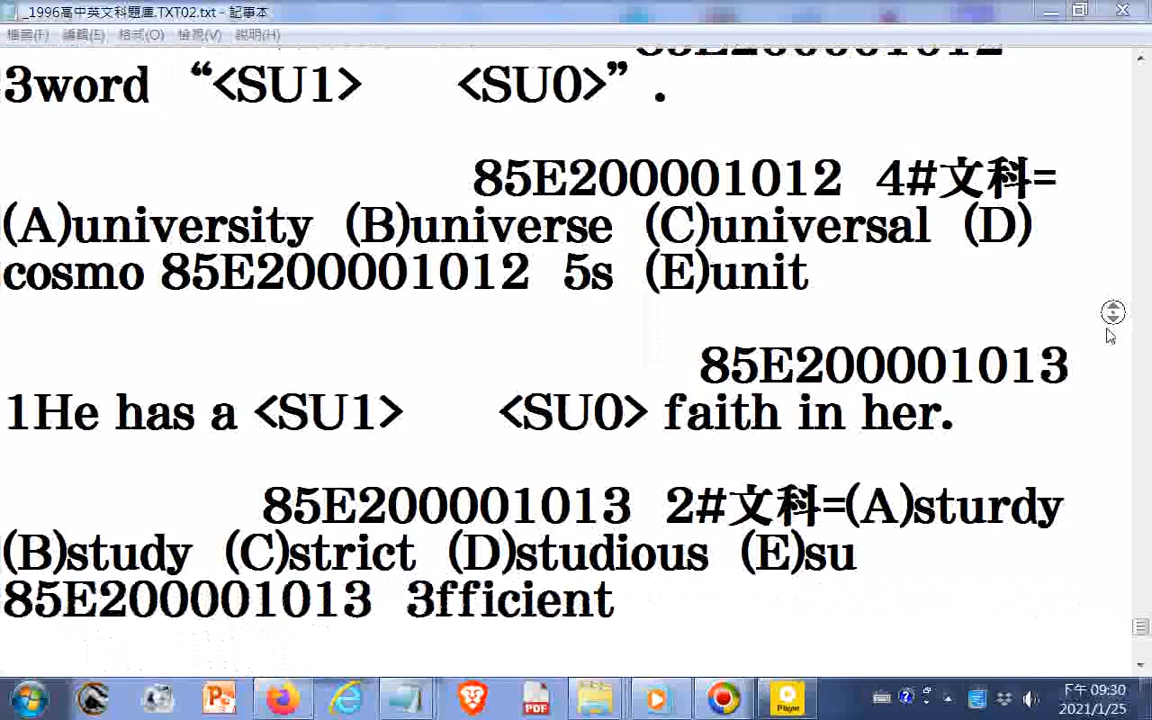 _1996高中英文科題庫.TXT02.txt - 記事本
檔案(F) 編輯(E) 格式(O) 檢視(V) 說明(H)
85E200001012
3word “<SU1> <SU0>”.
85E200001012 4#文科=
(A)university (B)universe (C)universal (D)
cosmo 85E200001012 5s (E)unit
85E200001013
1He has a <SU1> <SU0> faith in her.
85E200001013 2#文科=(A)sturdy
(B)study (C)strict (D)studious (E)su
85E200001013 3fficient
PDF
Player
下午 09:30
2021/1/25